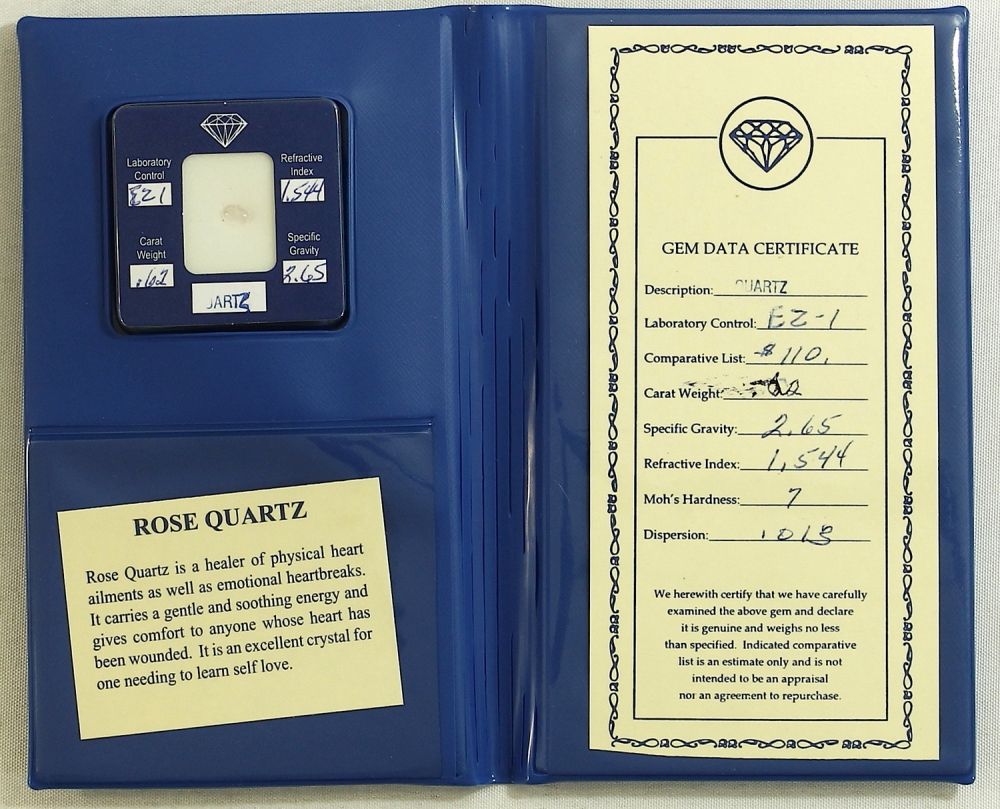 Laboratory
Control
EZ1
Refractive
Index
1.544
Carat
Weight
.62
Specific
Gravity
2.65
UARTZ
ROSE QUARTZ
Rose Quartz is a healer of physical heart
ailments as well as emotional heartbreaks.
It carries a gentle and soothing energy and
gives comfort to anyone whose heart has
been wounded. It is an excellent crystal for
one needing to learn self love.
GEM DATA CERTIFICATE
Description: QUARTZ
Laboratory Control: EZ-1
Comparative List: $110.
Carat Weight:
Specific Gravity: 2.65
Refractive Index: 1.544
Moh's Hardness: 7
Dispersion: .013
We herewith certify that we have carefully
examined the above gem and declare
it is genuine and weighs no less
than specified. Indicated comparative
list is an estimate only and is not
intended to be an appraisal
nor an agreement to repurchase.